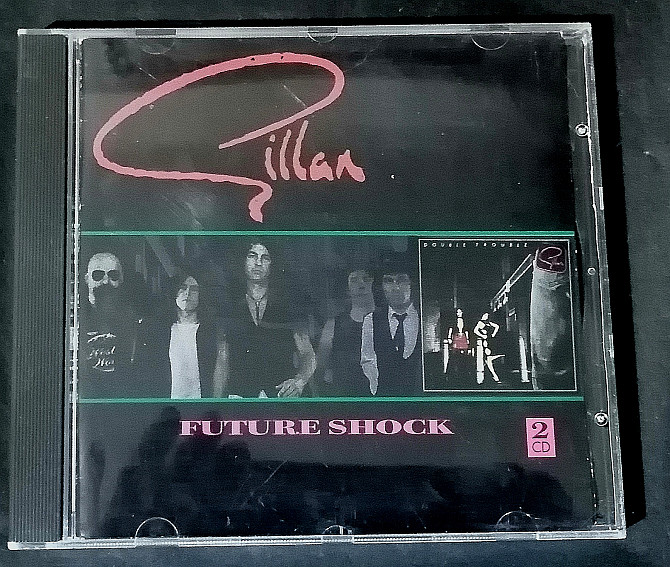 Gillan
DOUBLE TROUBLE
FUTURE SHOCK
2
CD